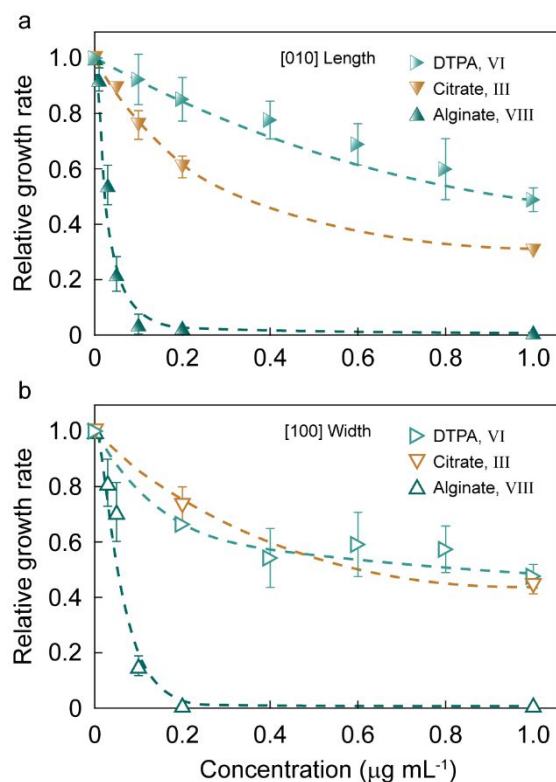 a
[010] Length
DTPA, VI
Citrate, III
Alginate, VIII
Relative growth rate
1.0
0.8
0.6
0.4
0.2
0
0 0.2 0.4 0.6 0.8 1.0
b
[100] Width
DTPA, VI
Citrate, III
Alginate, VIII
Relative growth rate
1.0
0.8
0.6
0.4
0.2
0
0 0.2 0.4 0.6 0.8 1.0
Concentration (μg mL⁻¹)